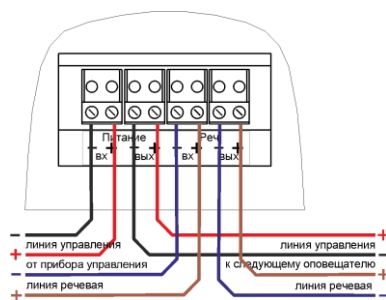 Питание Речь
- + - + - + - +
вх вых вх вых
- +
линия управления линия управления
+ -
от прибора управления к следующему оповещателю
- +
линия речевая линия речевая
+ -